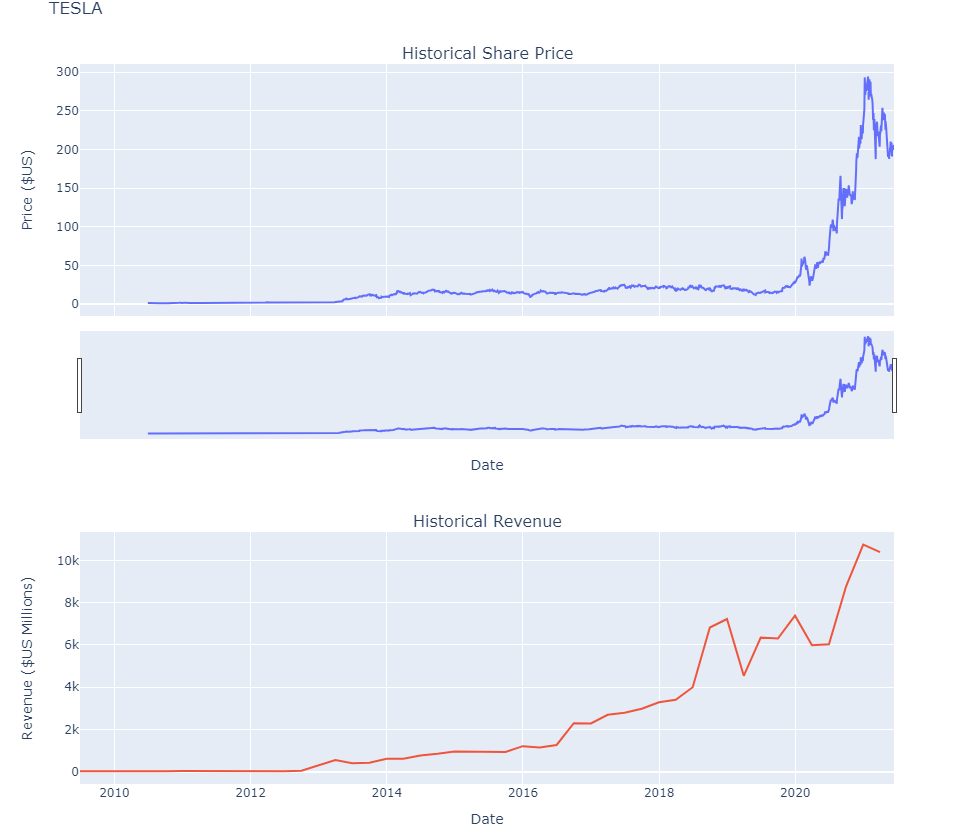 TESLA
Historical Share Price
300
250
200
150
100
50
0
Price ($US)
Date
Historical Revenue
10k
8k
6k
4k
2k
0
Revenue ($US Millions)
2010 2012 2014 2016 2018 2020
Date